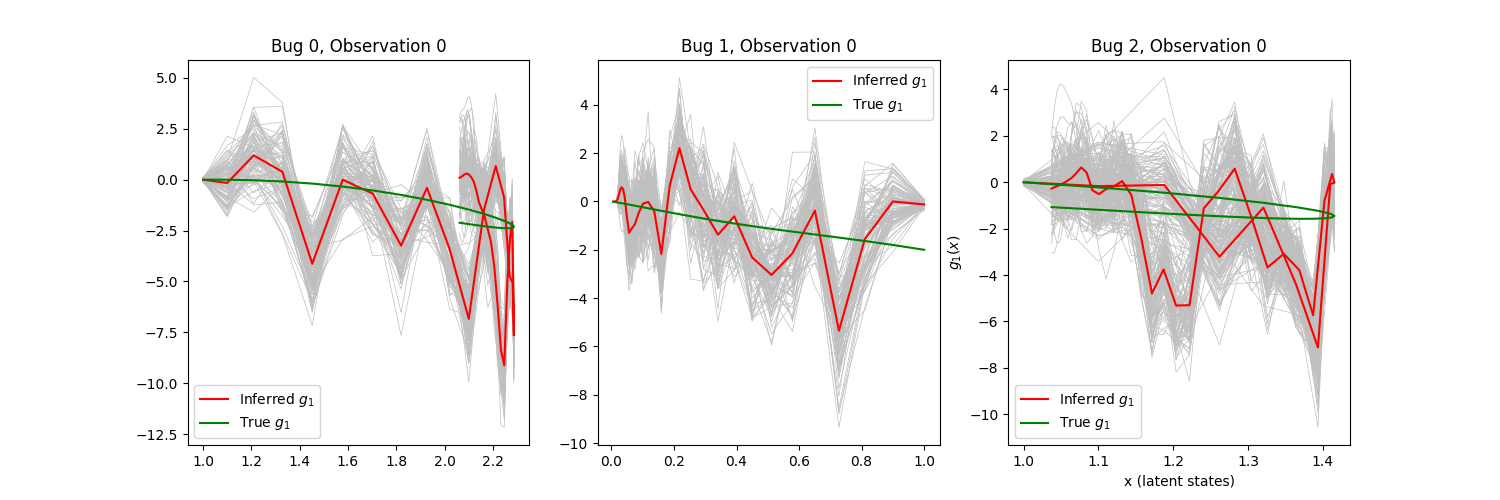 Bug 0, Observation 0
5.0
2.5
0.0
−2.5
−5.0
−7.5
−10.0
−12.5
1.0 1.2 1.4 1.6 1.8 2.0 2.2
Inferred g₁
True g₁
Bug 1, Observation 0
4
2
0
−2
−4
−6
−8
−10
0.0 0.2 0.4 0.6 0.8 1.0
Inferred g₁
True g₁
Bug 2, Observation 0
g₁(x)
4
2
0
−2
−4
−6
−8
−10
1.0 1.1 1.2 1.3 1.4
x (latent states)
Inferred g₁
True g₁